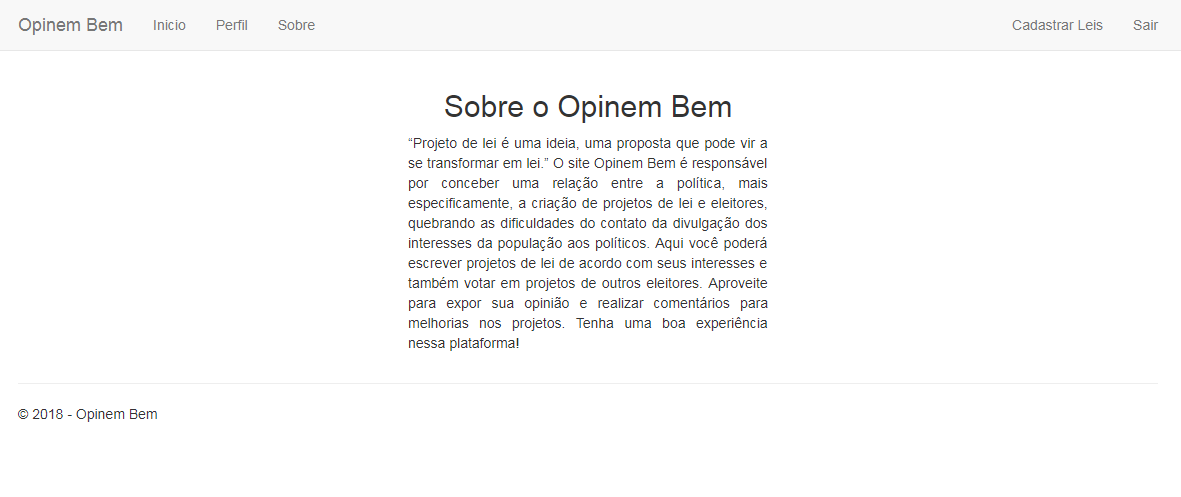 Opinem Bem Inicio Perfil Sobre Cadastrar Leis Sair
Sobre o Opinem Bem
“Projeto de lei é uma ideia, uma proposta que pode vir a
se transformar em lei.” O site Opinem Bem é responsável
por conceber uma relação entre a política, mais
especificamente, a criação de projetos de lei e eleitores,
quebrando as dificuldades do contato da divulgação dos
interesses da população aos políticos. Aqui você poderá
escrever projetos de lei de acordo com seus interesses e
também votar em projetos de outros eleitores. Aproveite
para expor sua opinião e realizar comentários para
melhorias nos projetos. Tenha uma boa experiência
nessa plataforma!
© 2018 - Opinem Bem